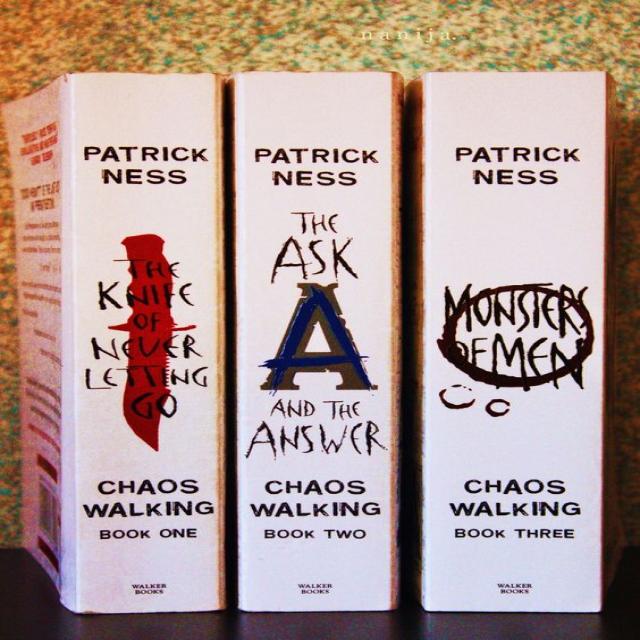 nanija.
PATRICK
NESS
THE
KNIFE
OF
NEVER
LETTING
GO
CHAOS
WALKING
BOOK ONE
WALKER
BOOKS
PATRICK
NESS
THE
ASK
A
AND THE
ANSWER
CHAOS
WALKING
BOOK TWO
WALKER
BOOKS
PATRICK
NESS
MONSTERS
OF MEN
CHAOS
WALKING
BOOK THREE
WALKER
BOOKS